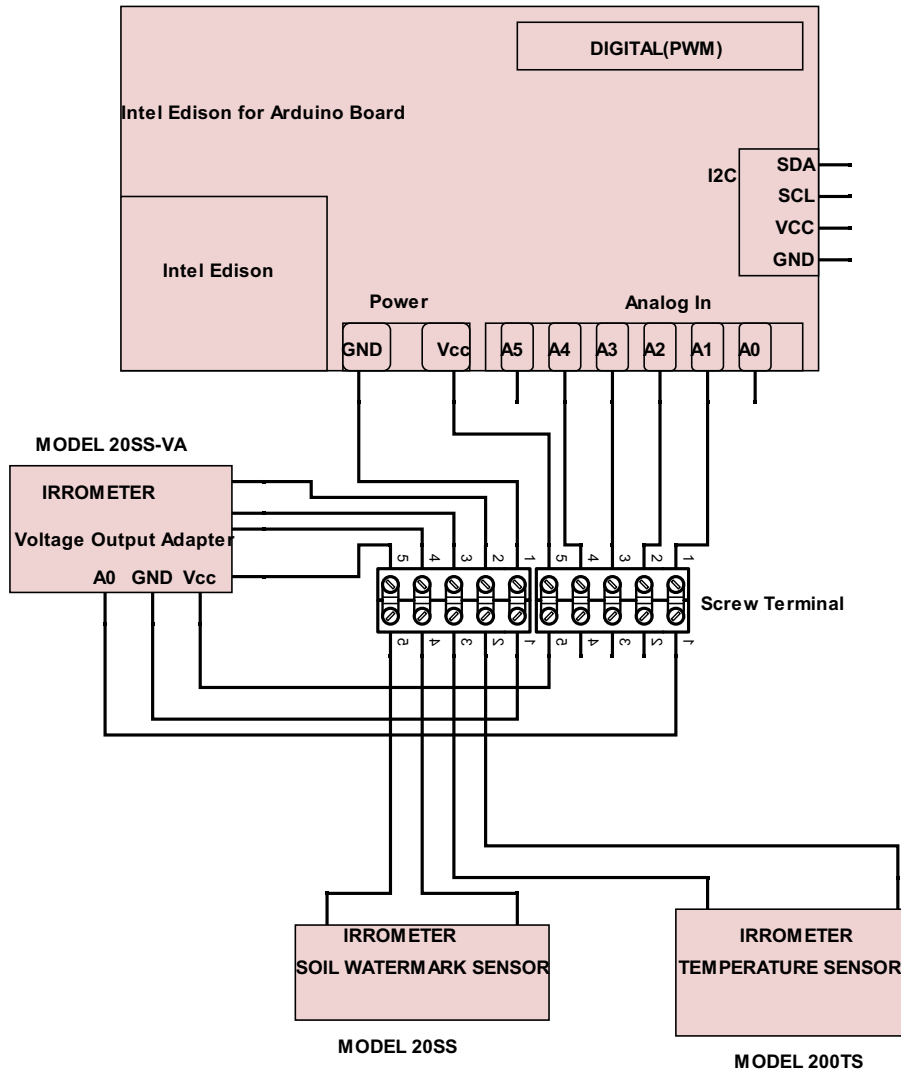 DIGITAL(PWM)
Intel Edison for Arduino Board
I2C
SDA
SCL
VCC
GND
Intel Edison
Power
Analog In
GND
Vcc
A5
A4
A3
A2
A1
A0
MODEL 20SS-VA
IRROMETER
Voltage Output Adapter
A0 GND Vcc
5 4 3 2 1 5 4 3 2 1
Screw Terminal
5 4 3 2 1 5 4 3 2 1
IRROMETER
SOIL WATERMARK SENSOR
MODEL 20SS
IRROMETER
TEMPERATURE SENSOR
MODEL 200TS